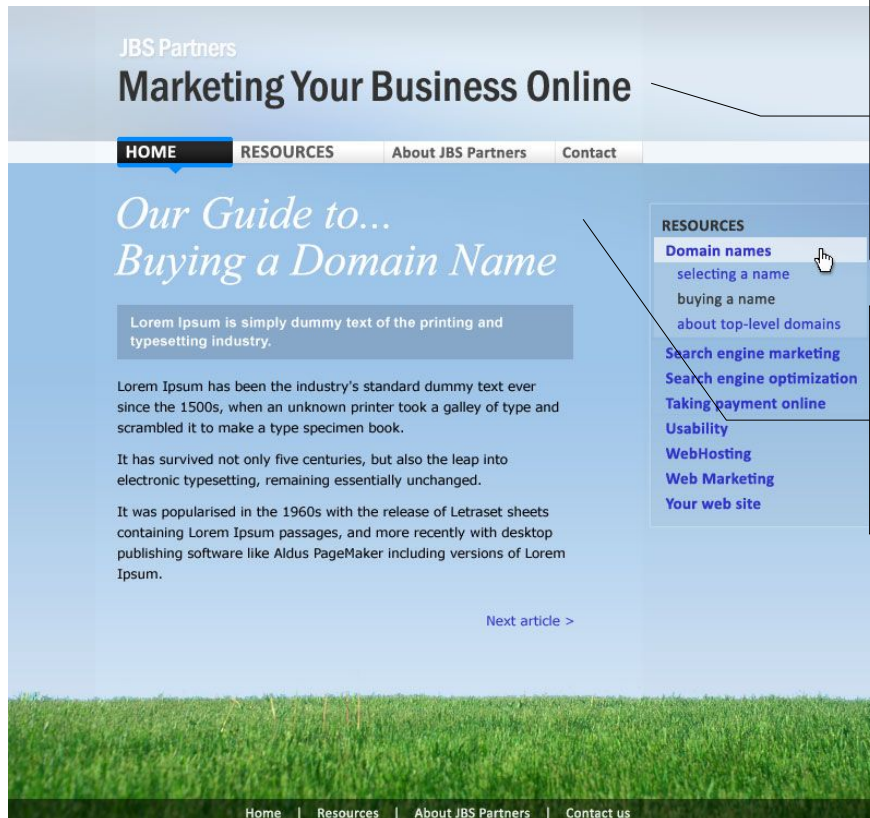 JBS Partners
Marketing Your Business Online
HOME RESOURCES About JBS Partners Contact
Our Guide to...
Buying a Domain Name
Lorem Ipsum is simply dummy text of the printing and
typesetting industry.
Lorem Ipsum has been the industry's standard dummy text ever
since the 1500s, when an unknown printer took a galley of type and
scrambled it to make a type specimen book.
It has survived not only five centuries, but also the leap into
electronic typesetting, remaining essentially unchanged.
It was popularised in the 1960s with the release of Letraset sheets
containing Lorem Ipsum passages, and more recently with desktop
publishing software like Aldus PageMaker including versions of Lorem
Ipsum.
Next article >
RESOURCES
Domain names
selecting a name
buying a name
about top-level domains
Search engine marketing
Search engine optimization
Taking payment online
Usability
WebHosting
Web Marketing
Your web site
Home | Resources | About JBS Partners | Contact us